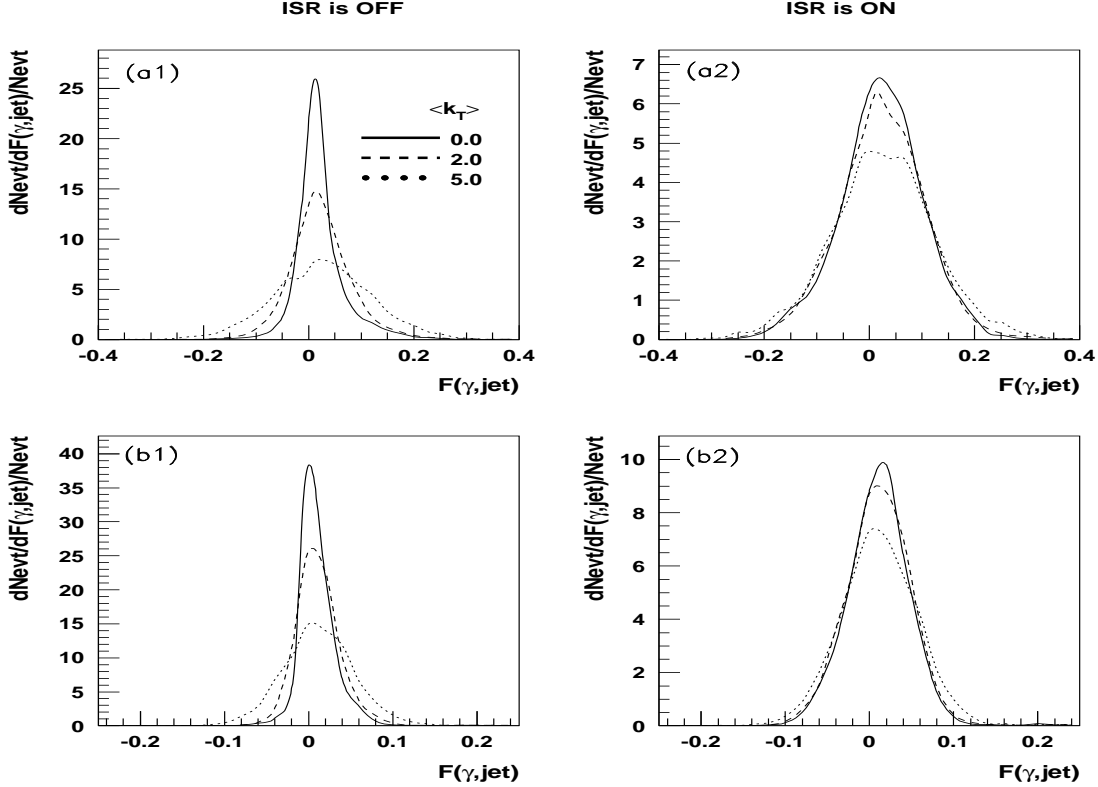 ISR is OFF
ISR is ON
(a1)
dNevt/dF(γ,jet)/Nevt
<k_T>
0.0
2.0
5.0
25
20
15
10
5
0
-0.4 -0.2 0 0.2 0.4
F(γ,jet)
(a2)
dNevt/dF(γ,jet)/Nevt
7
6
5
4
3
2
1
0
-0.4 -0.2 0 0.2 0.4
F(γ,jet)
(b1)
dNevt/dF(γ,jet)/Nevt
40
35
30
25
20
15
10
5
0
-0.2 -0.1 0 0.1 0.2
F(γ,jet)
(b2)
dNevt/dF(γ,jet)/Nevt
10
8
6
4
2
0
-0.2 -0.1 0 0.1 0.2
F(γ,jet)